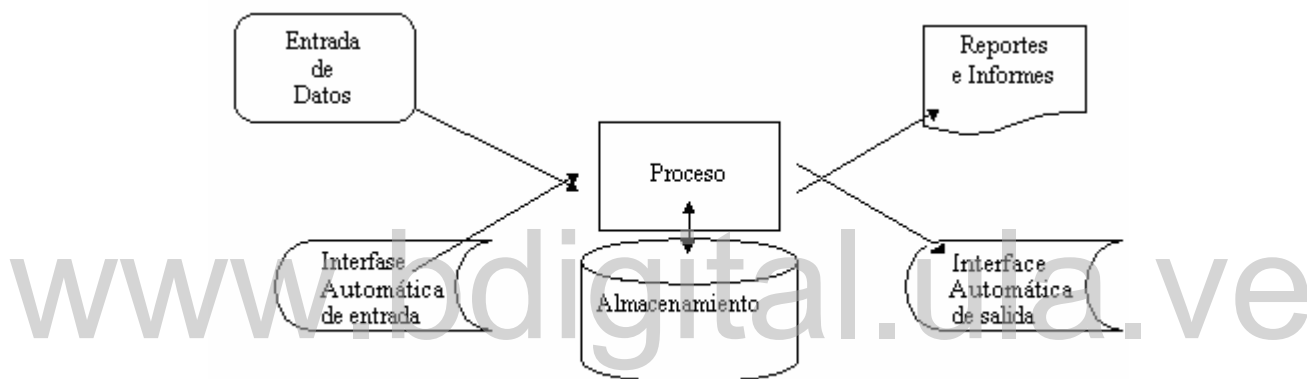 Entrada
de
Datos
Reportes
e Informes
Proceso
Interfase
Automática
de entrada
Almacenamiento
Interface
Automática
de salida
www.bdigital.ula.ve